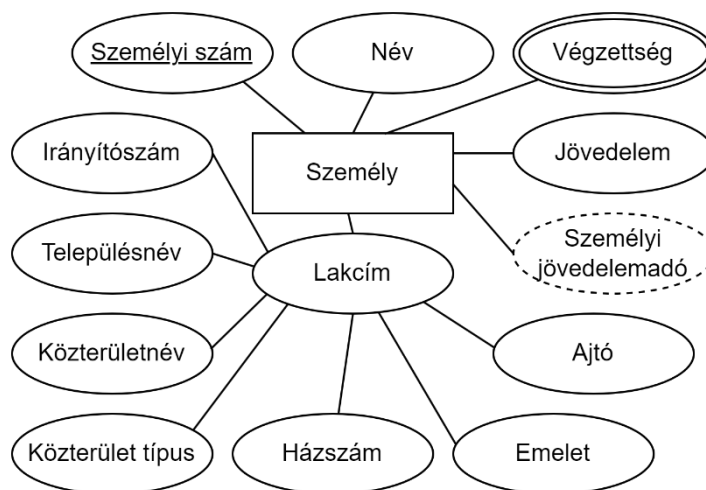 Személyi szám
Név
Végzettség
Irányítószám
Személy
Jövedelem
Településnév
Lakcím
Személyi
jövedelemadó
Közterületnév
Ajtó
Közterület típus
Házszám
Emelet